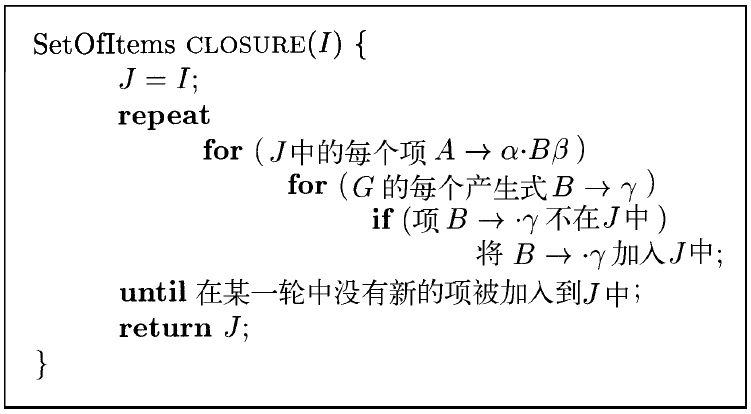 SetOfItems CLOSURE(I) {
J = I;
repeat
for ( J中的每个项 A → α·Bβ )
for ( G 的每个产生式 B → γ )
if (项 B → ·γ 不在J中 )
将 B → ·γ 加入J中;
until 在某一轮中没有新的项被加入到J中;
return J;
}